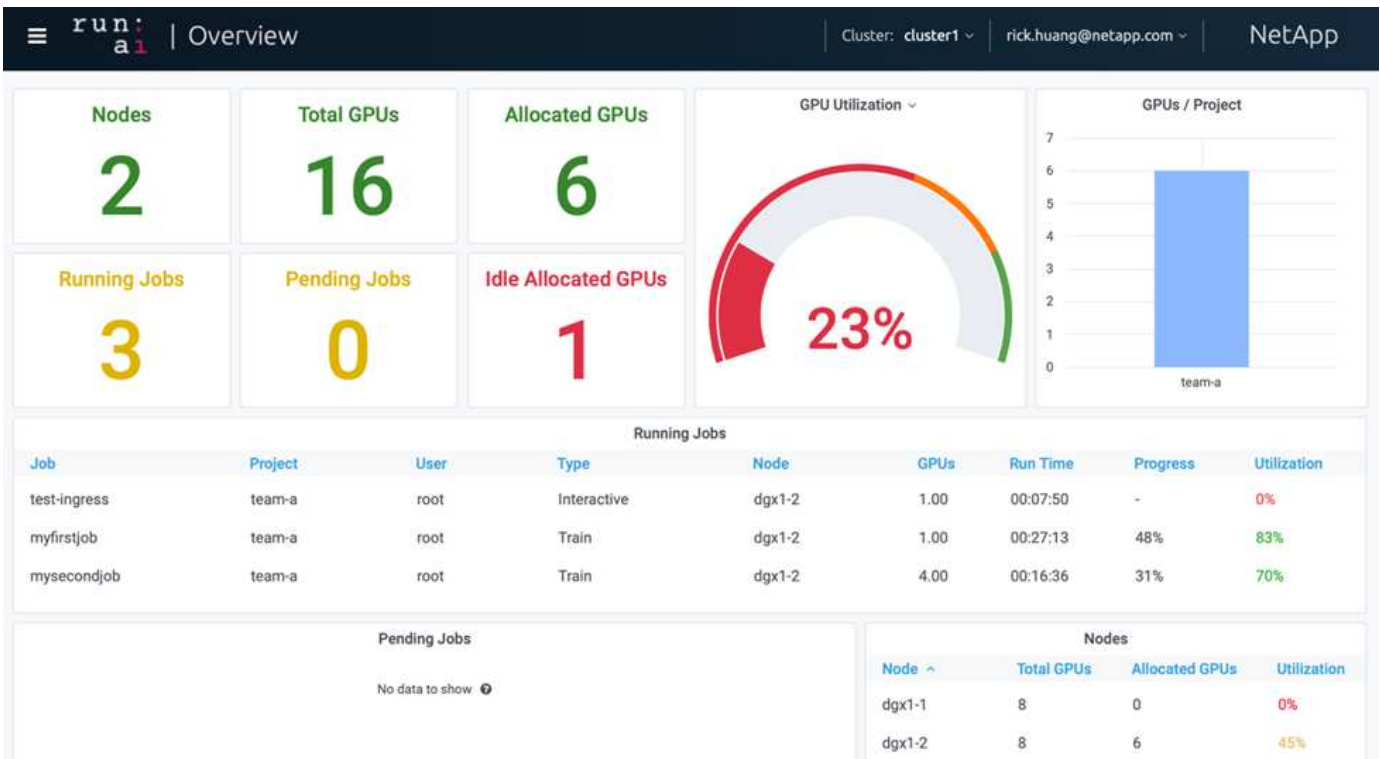 run: ai | Overview Cluster: cluster1 rick.huang@netapp.com NetApp
Nodes Total GPUs Allocated GPUs GPU Utilization GPUs / Project
2 16 6
Running Jobs Pending Jobs Idle Allocated GPUs
3 0 1
23%
7
6
5
4
3
2
1
0
team-a
Running Jobs
Job Project User Type Node GPUs Run Time Progress Utilization
test-ingress team-a root Interactive dgx1-2 1.00 00:07:50 - 0%
myfirstjob team-a root Train dgx1-2 1.00 00:27:13 48% 83%
mysecondjob team-a root Train dgx1-2 4.00 00:16:36 31% 70%
Pending Jobs
No data to show
Nodes
Node Total GPUs Allocated GPUs Utilization
dgx1-1 8 0 0%
dgx1-2 8 6 45%